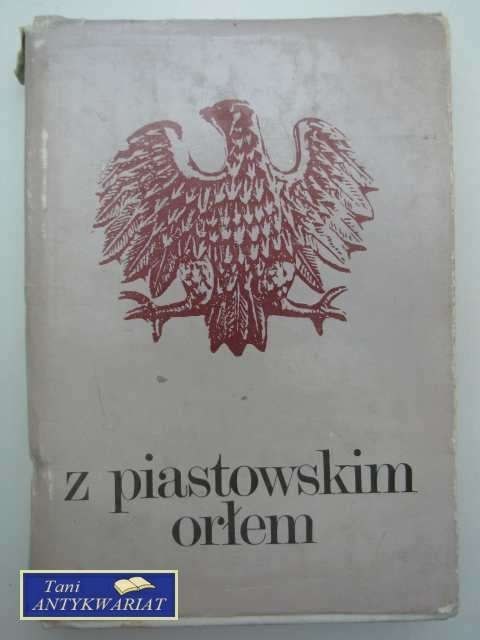 z piastowskim
orłem
Tani
ANTYKWARIAT